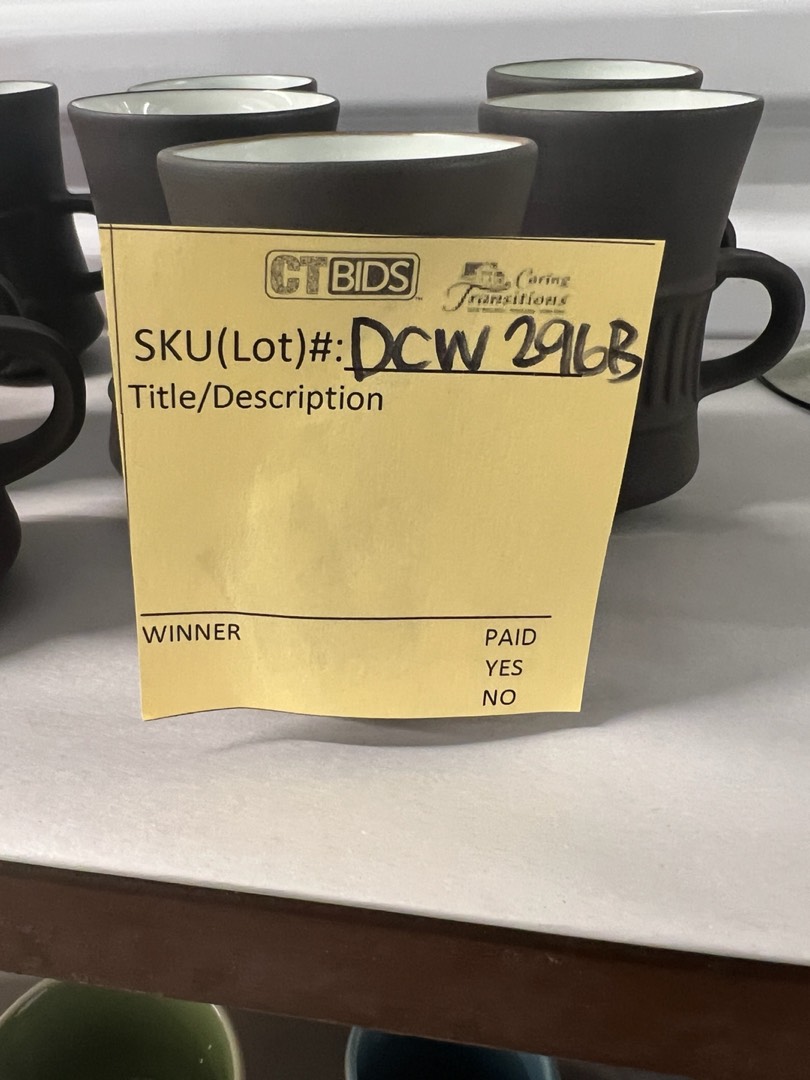 CTBIDS
Caring
Transitions
SKU(Lot)#: DCW 296B
Title/Description
WINNER
PAID
YES
NO